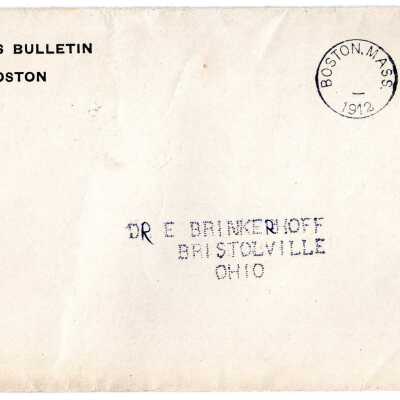 S BULLETIN
OSTON
BOSTON, MASS.
1912
DR E BRINKERHOFF
BRISTOLVILLE
OHIO